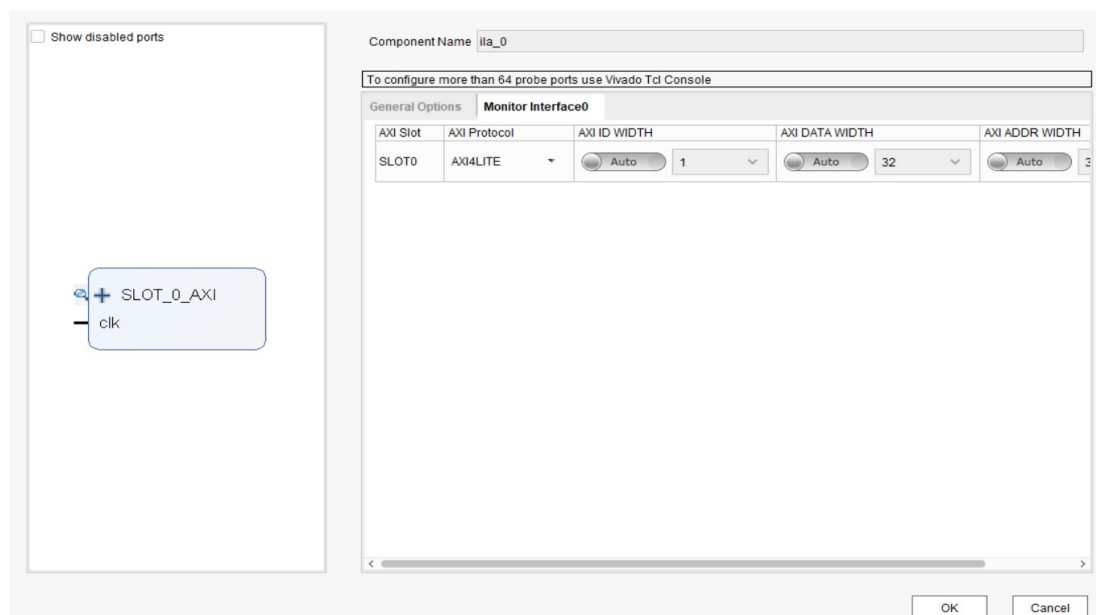 Show disabled ports
SLOT_0_AXI
clk
Component Name ila_0
To configure more than 64 probe ports use Vivado Tcl Console
General Options Monitor Interface0
AXI Slot AXI Protocol AXI ID WIDTH AXI DATA WIDTH AXI ADDR WIDTH
SLOT0 AXI4LITE Auto 1 Auto 32 Auto
OK Cancel